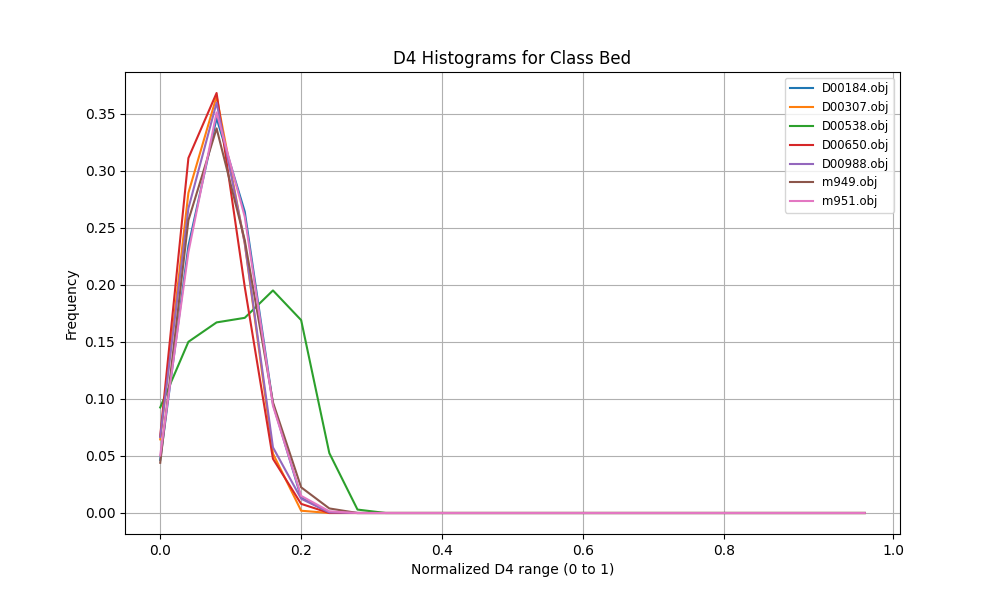 D4 Histograms for Class Bed
D00184.obj
D00307.obj
D00538.obj
D00650.obj
D00988.obj
m949.obj
m951.obj
Frequency
0.35
0.30
0.25
0.20
0.15
0.10
0.05
0.00
0.0 0.2 0.4 0.6 0.8 1.0
Normalized D4 range (0 to 1)